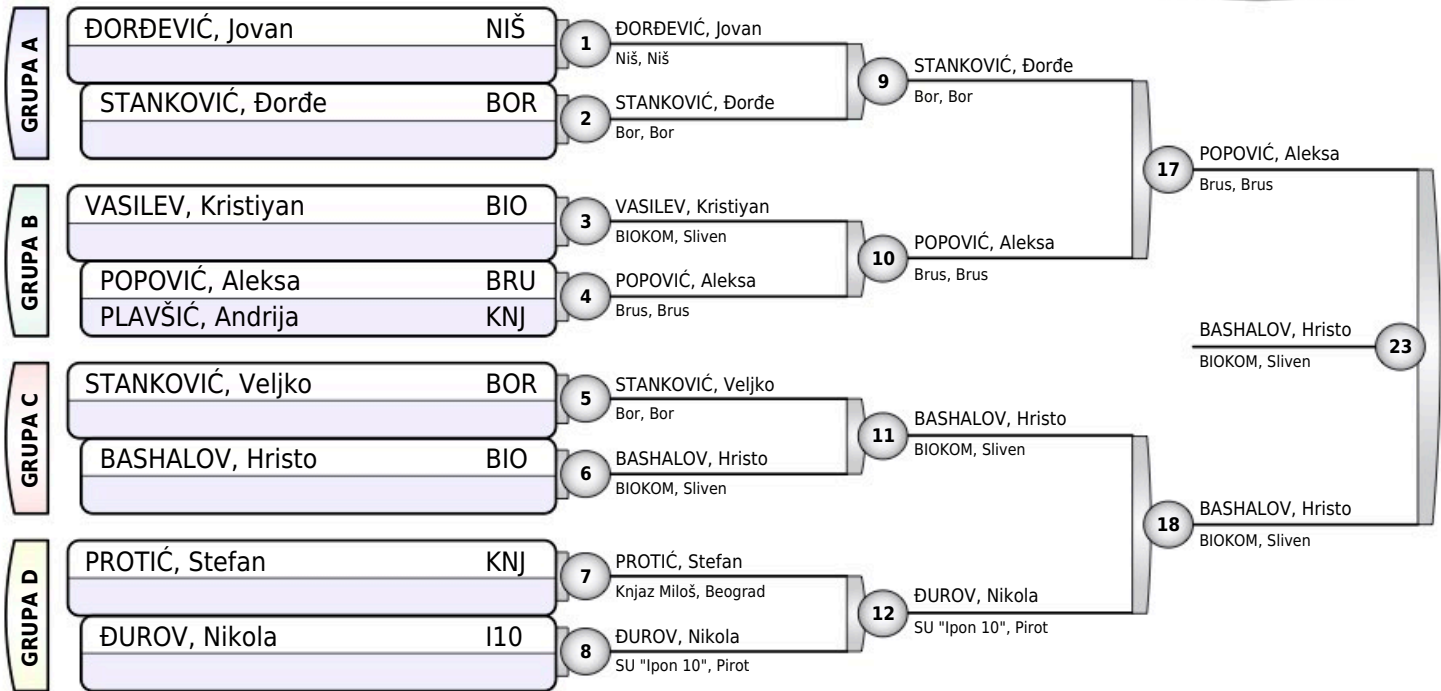 GRUPA A
ĐORĐEVIĆ, Jovan NIŠ
STANKOVIĆ, Đorđe BOR
1
ĐORĐEVIĆ, Jovan
Niš, Niš
2
STANKOVIĆ, Đorđe
Bor, Bor
9
STANKOVIĆ, Đorđe
Bor, Bor
GRUPA B
VASILEV, Kristiyan BIO
POPOVIĆ, Aleksa BRU
PLAVŠIĆ, Andrija KNJ
3
VASILEV, Kristiyan
BIOKOM, Sliven
4
POPOVIĆ, Aleksa
Brus, Brus
10
POPOVIĆ, Aleksa
Brus, Brus
17
POPOVIĆ, Aleksa
Brus, Brus
GRUPA C
STANKOVIĆ, Veljko BOR
BASHALOV, Hristo BIO
5
STANKOVIĆ, Veljko
Bor, Bor
6
BASHALOV, Hristo
BIOKOM, Sliven
11
BASHALOV, Hristo
BIOKOM, Sliven
GRUPA D
PROTIĆ, Stefan KNJ
ĐUROV, Nikola I10
7
PROTIĆ, Stefan
Knjaz Miloš, Beograd
8
ĐUROV, Nikola
SU "Ipon 10", Pirot
12
ĐUROV, Nikola
SU "Ipon 10", Pirot
18
BASHALOV, Hristo
BIOKOM, Sliven
BASHALOV, Hristo
BIOKOM, Sliven
23